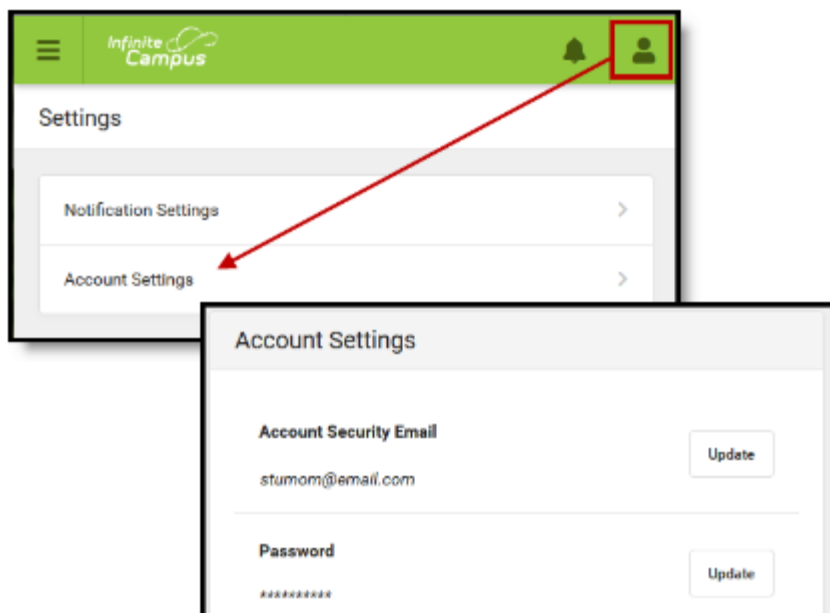 Infinite
Campus
Settings
Notification Settings
Account Settings
Account Settings
Account Security Email
stumom@email.com
Update
Password
**********
Update